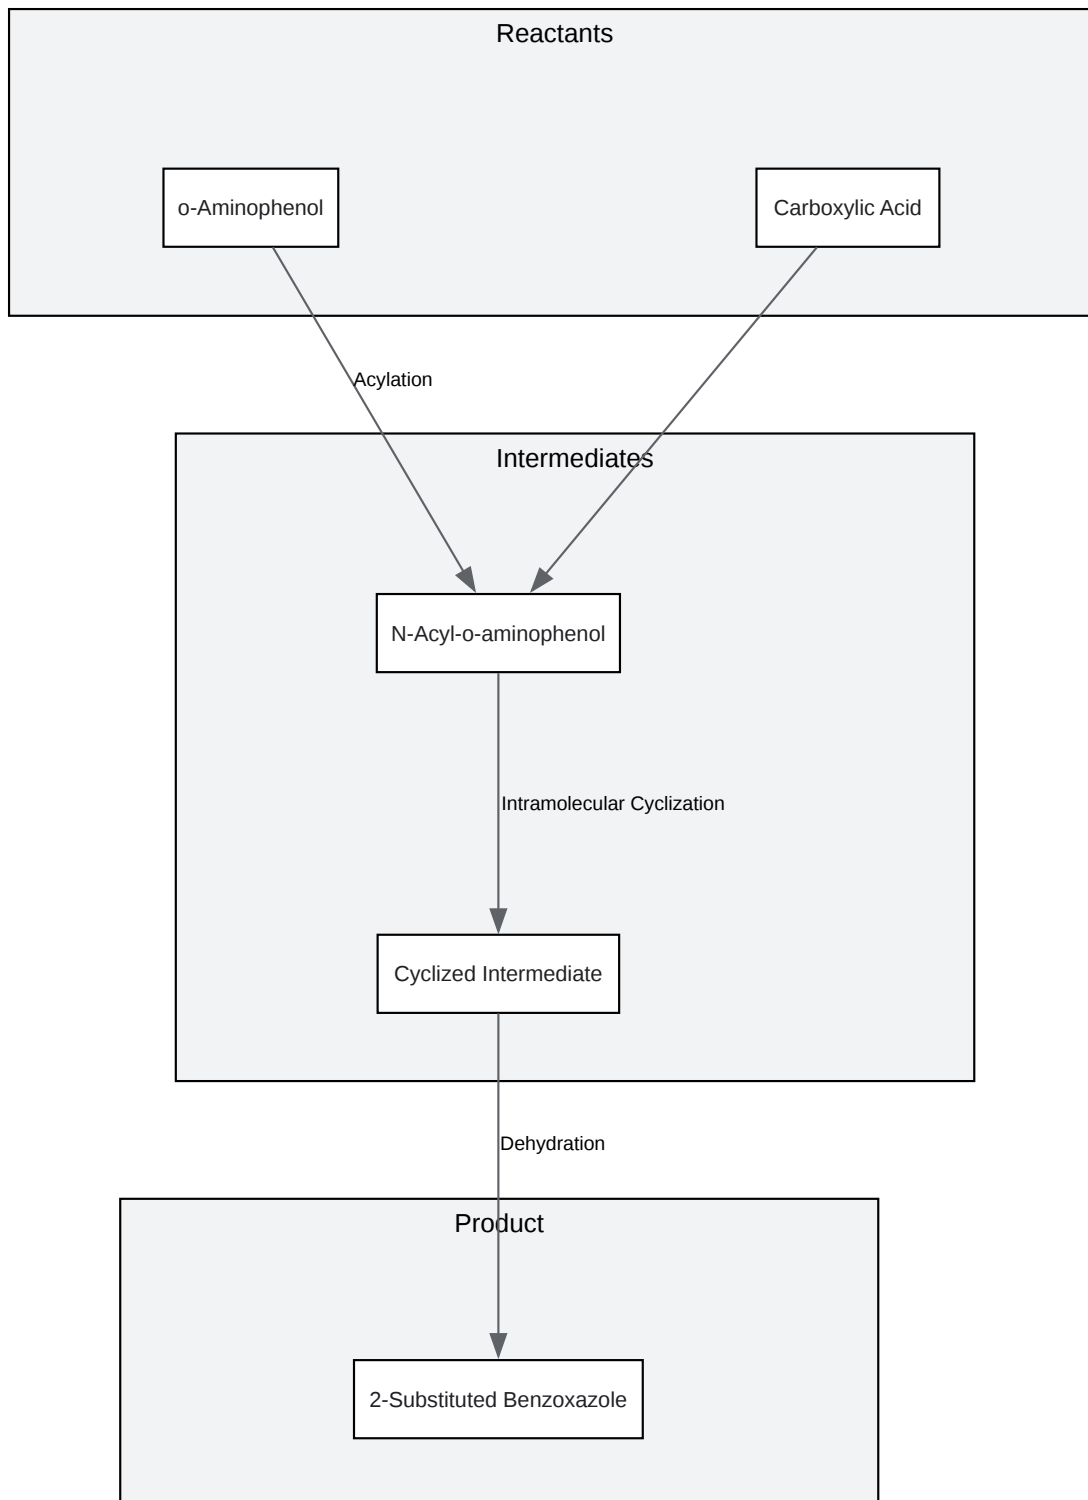 Reactants
o-Aminophenol
Carboxylic Acid
Acylation
Intermediates
N-Acyl-o-aminophenol
Intramolecular Cyclization
Cyclized Intermediate
Dehydration
Product
2-Substituted Benzoxazole